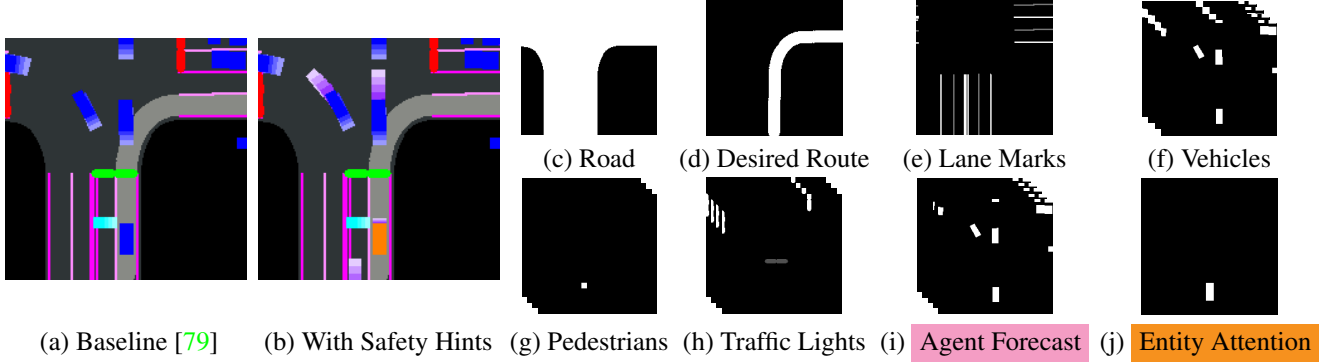 (c) Road (d) Desired Route (e) Lane Marks (f) Vehicles
(a) Baseline [79] (b) With Safety Hints (g) Pedestrians (h) Traffic Lights (i) Agent Forecast (j) Entity Attention